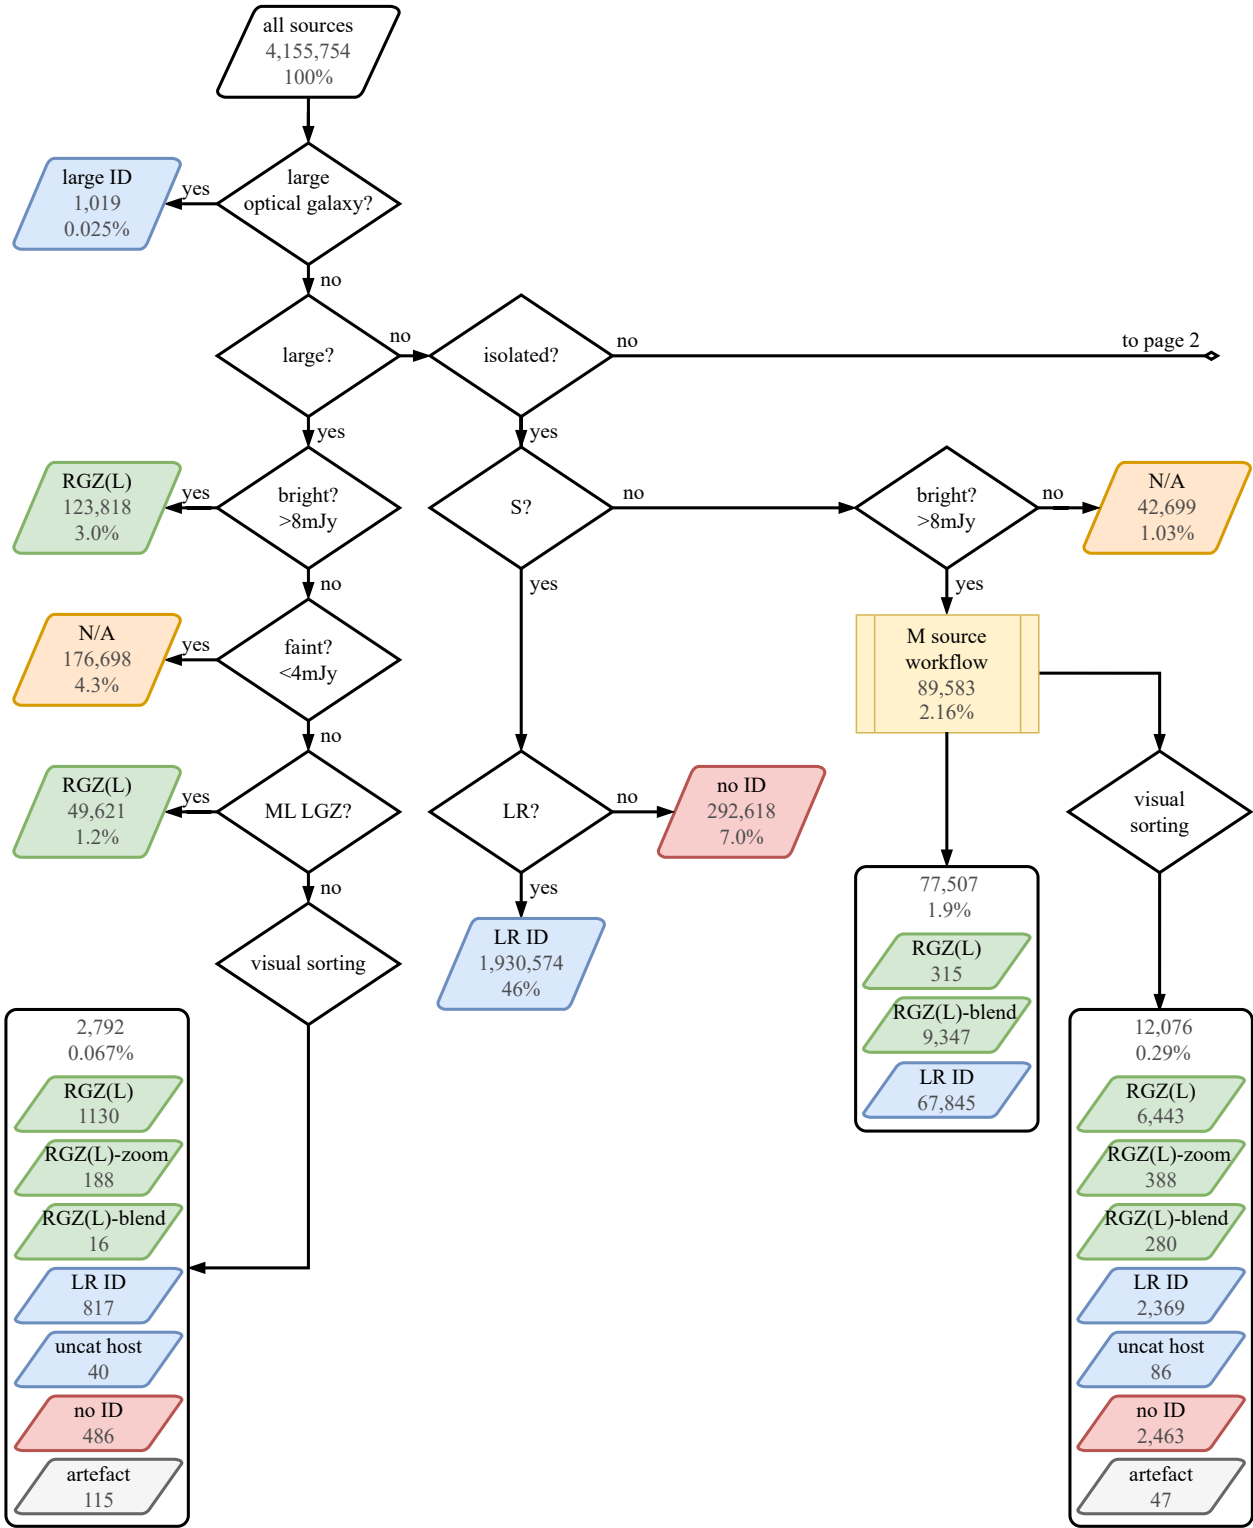 all sources
4,155,754
100%
large ID
1,019
0.025%
yes
large
optical galaxy?
no
large?
no
isolated?
no
to page 2
yes
yes
RGZ(L)
123,818
3.0%
yes
bright?
>8mJy
no
S?
no
bright?
>8mJy
no
N/A
42,699
1.03%
yes
yes
N/A
176,698
4.3%
yes
faint?
<4mJy
no
M source
workflow
89,583
2.16%
RGZ(L)
49,621
1.2%
yes
ML LGZ?
no
LR?
no
no ID
292,618
7.0%
yes
visual
sorting
visual sorting
LR ID
1,930,574
46%
77,507
1.9%
RGZ(L)
315
RGZ(L)-blend
9,347
LR ID
67,845
2,792
0.067%
RGZ(L)
1130
RGZ(L)-zoom
188
RGZ(L)-blend
16
LR ID
817
uncat host
40
no ID
486
artefact
115
12,076
0.29%
RGZ(L)
6,443
RGZ(L)-zoom
388
RGZ(L)-blend
280
LR ID
2,369
uncat host
86
no ID
2,463
artefact
47